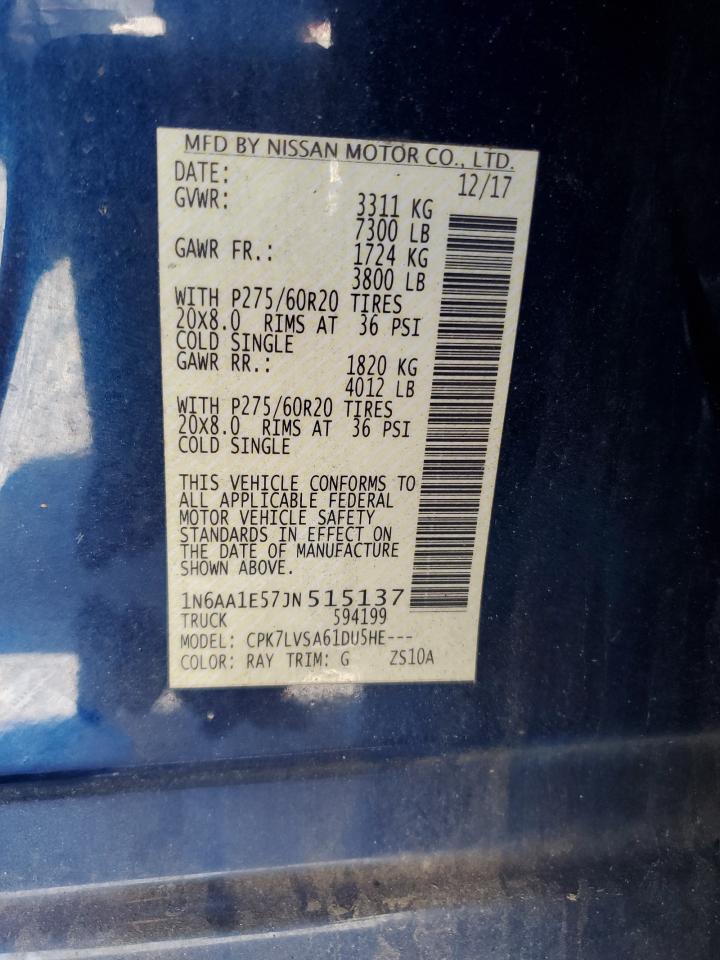 MFD BY NISSAN MOTOR CO., LTD.
DATE: 12/17
GVWR: 3311 KG
7300 LB
GAWR FR.: 1724 KG
3800 LB
WITH P275/60R20 TIRES
20X8.0 RIMS AT 36 PSI
COLD SINGLE
GAWR RR.: 1820 KG
4012 LB
WITH P275/60R20 TIRES
20X8.0 RIMS AT 36 PSI
COLD SINGLE
THIS VEHICLE CONFORMS TO
ALL APPLICABLE FEDERAL
MOTOR VEHICLE SAFETY
STANDARDS IN EFFECT ON
THE DATE OF MANUFACTURE
SHOWN ABOVE.
1N6AA1E57JN515137
TRUCK 594199
MODEL: CPK7LVSA61DU5HE---
COLOR: RAY TRIM: G ZS10A